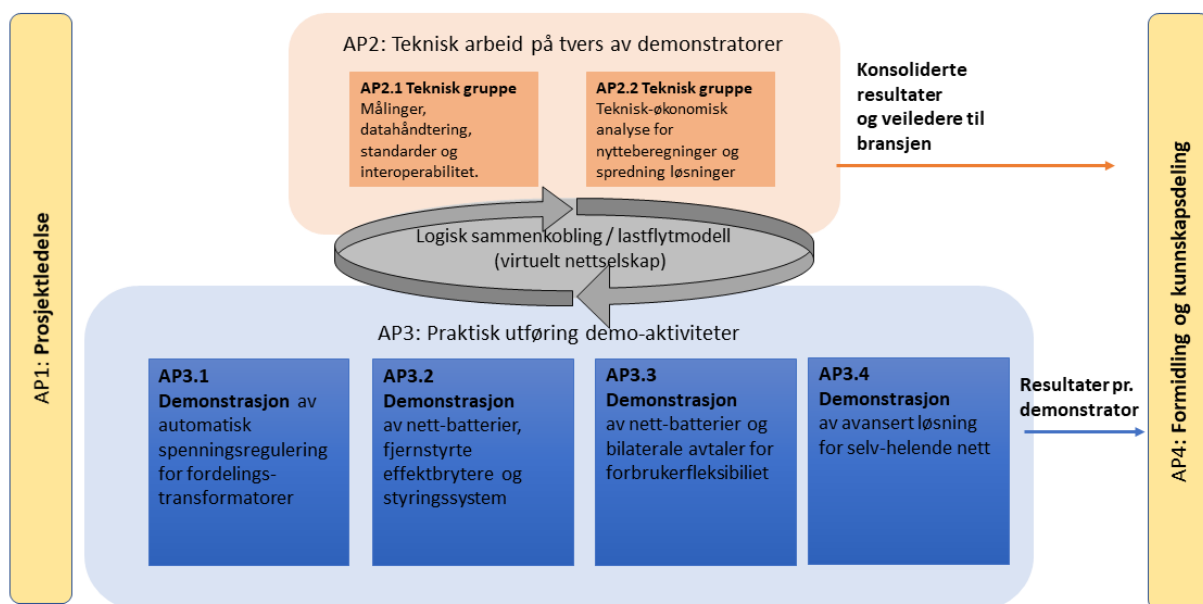 AP1: Prosjektledelse
AP2: Teknisk arbeid på tvers av demonstratorer
AP2.1 Teknisk gruppe
Målinger,
datahåndtering,
standarder og
interoperabilitet.
AP2.2 Teknisk gruppe
Teknisk-økonomisk
analyse for
nytteberegninger og
spredning løsninger
Konsoliderte
resultater
og veiledere til
bransjen
Logisk sammenkobling / lastflytmodell
(virtuelt nettselskap)
AP3: Praktisk utføring demo-aktiviteter
AP3.1
Demonstrasjon av
automatisk
spenningsregulering
for fordelings-
transformatorer
AP3.2
Demonstrasjon
av nett-batterier,
fjernstyrte
effektbrytere og
styringssystem
AP3.3
Demonstrasjon
av nett-batterier og
bilaterale avtaler for
forbrukerfleksibiliet
AP3.4
Demonstrasjon
av avansert løsning
for selv-helende nett
Resultater pr.
demonstrator
AP4: Formidling og kunnskapsdeling